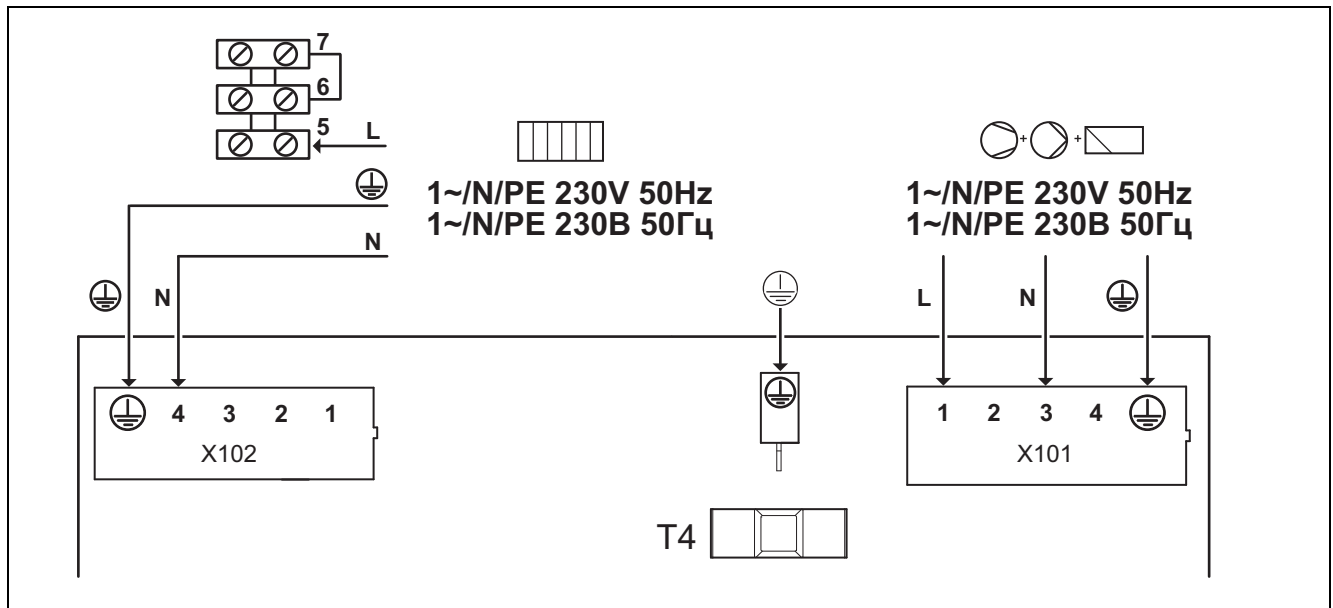 7
6
5
L
1~/N/PE 230V 50Hz
1~/N/PE 230В 50Гц
N
1~/N/PE 230V 50Hz
1~/N/PE 230В 50Гц
N
L
N
4 3 2 1
X102
1 2 3 4
X101
T4